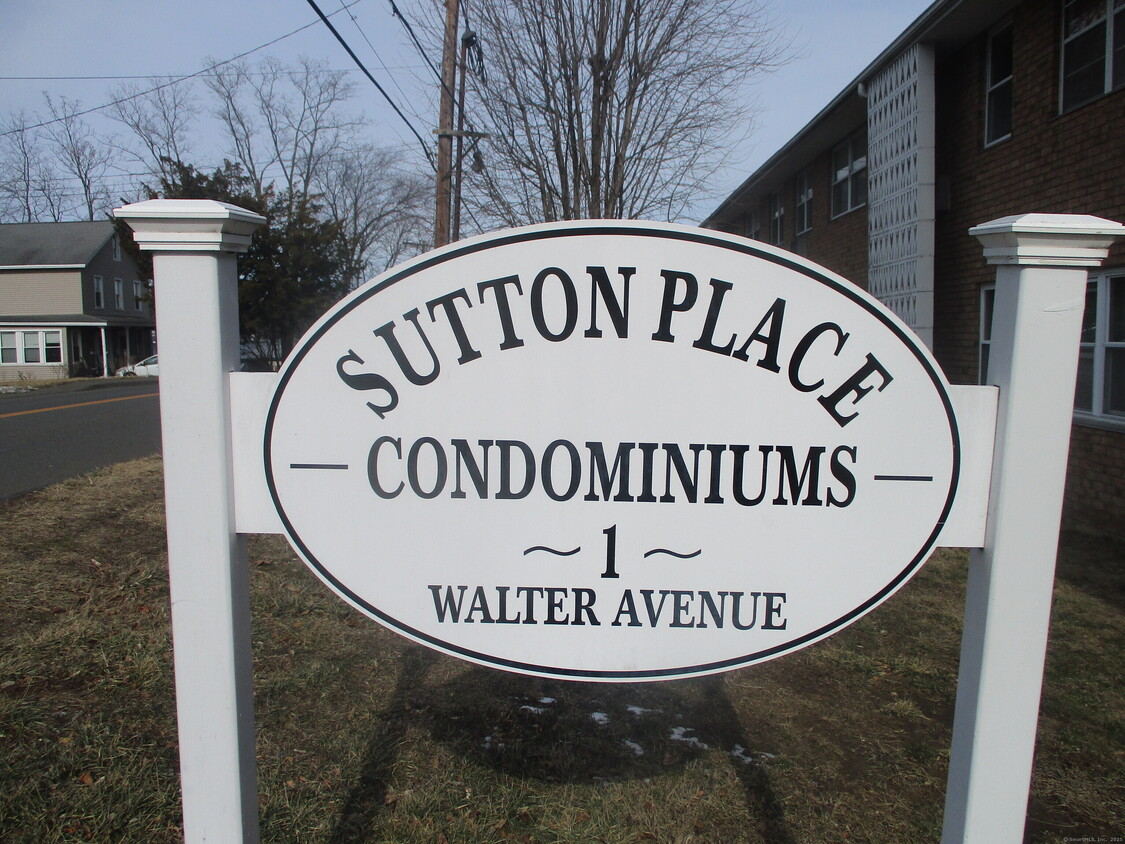 SUTTON PLACE
CONDOMINIUMS
~ 1 ~
WALTER AVENUE